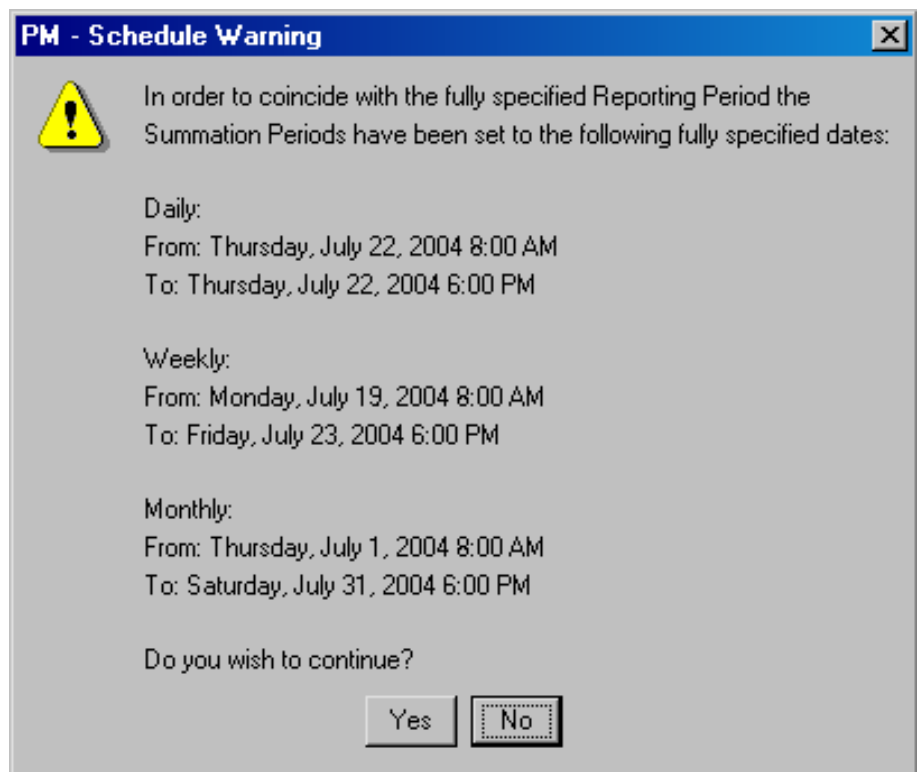 PM - Schedule Warning
In order to coincide with the fully specified Reporting Period the
Summation Periods have been set to the following fully specified dates:
Daily:
From: Thursday, July 22, 2004 8:00 AM
To: Thursday, July 22, 2004 6:00 PM
Weekly:
From: Monday, July 19, 2004 8:00 AM
To: Friday, July 23, 2004 6:00 PM
Monthly:
From: Thursday, July 1, 2004 8:00 AM
To: Saturday, July 31, 2004 6:00 PM
Do you wish to continue?
Yes No